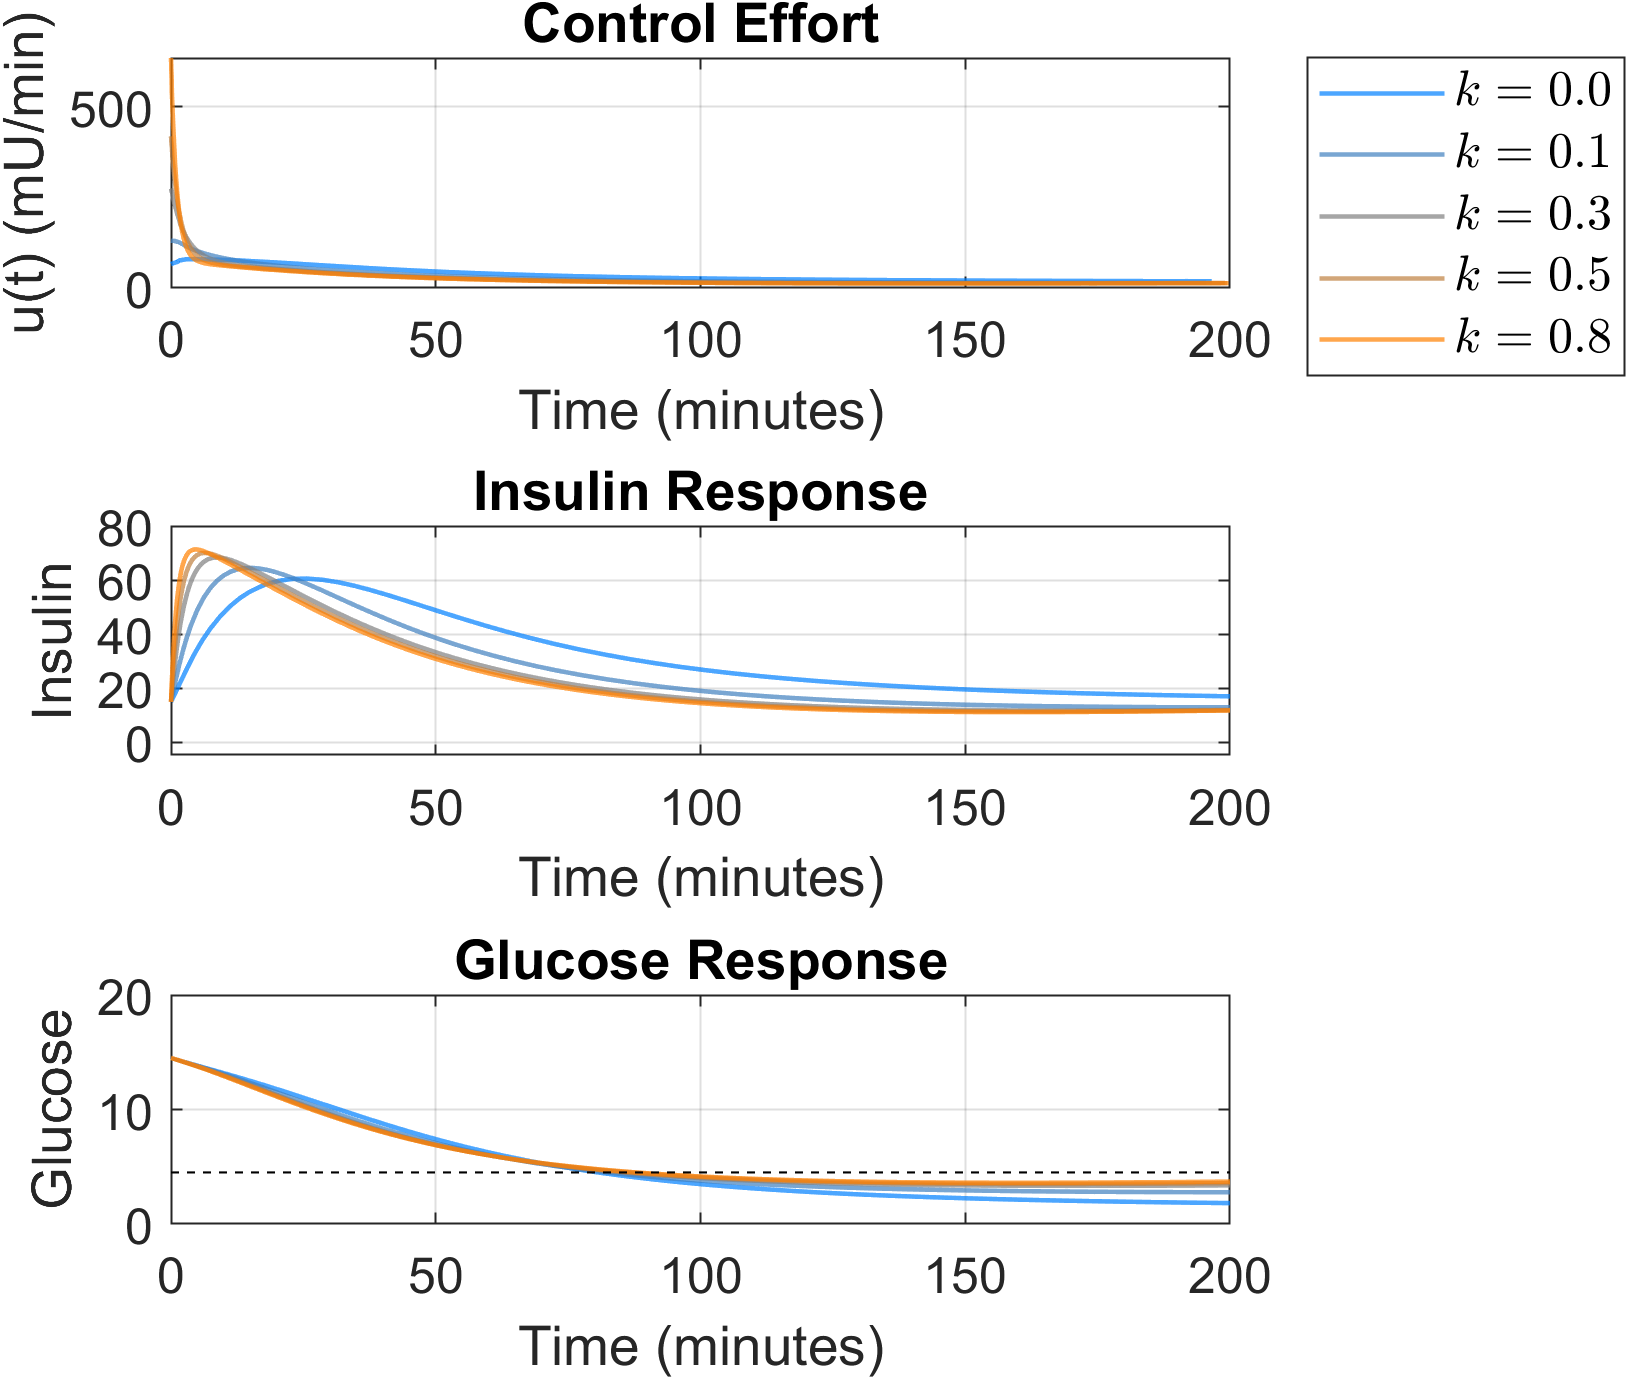 Control Effort
u(t) (mU/min)
500
0
0 50 100 150 200
Time (minutes)
k = 0.0
k = 0.1
k = 0.3
k = 0.5
k = 0.8
Insulin Response
Insulin
80
60
40
20
0
0 50 100 150 200
Time (minutes)
Glucose Response
Glucose
20
10
0
0 50 100 150 200
Time (minutes)